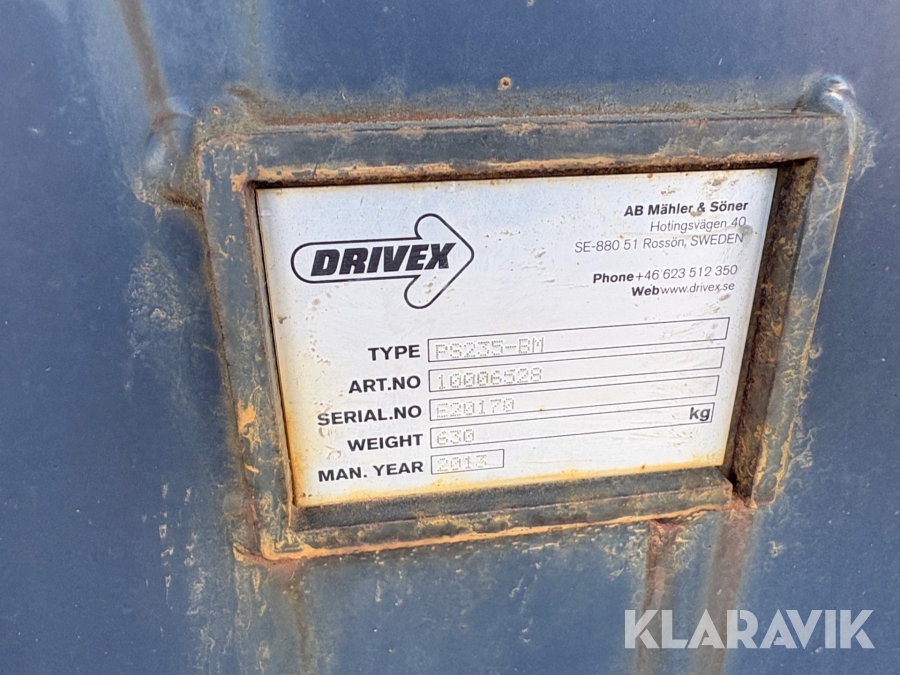 DRIVEX
AB Mähler & Söner
Hotingsvägen 40
SE-880 51 Rossön, SWEDEN
Phone +46 623 512 350
Web www.drivex.se
TYPE PS235-BM
ART.NO 10006528
SERIAL.NO E20170
WEIGHT 630 kg
MAN. YEAR 2013
KLARAVIK